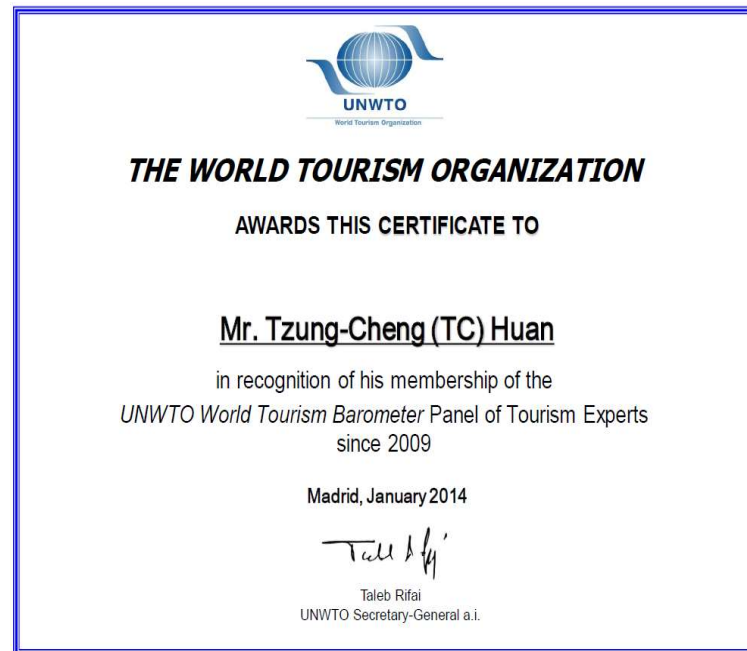 UNWTO
World Tourism Organization
THE WORLD TOURISM ORGANIZATION
AWARDS THIS CERTIFICATE TO
Mr. Tzung-Cheng (TC) Huan
in recognition of his membership of the
UNWTO World Tourism Barometer Panel of Tourism Experts
since 2009
Madrid, January 2014
Taleb Rifai
UNWTO Secretary-General a.i.